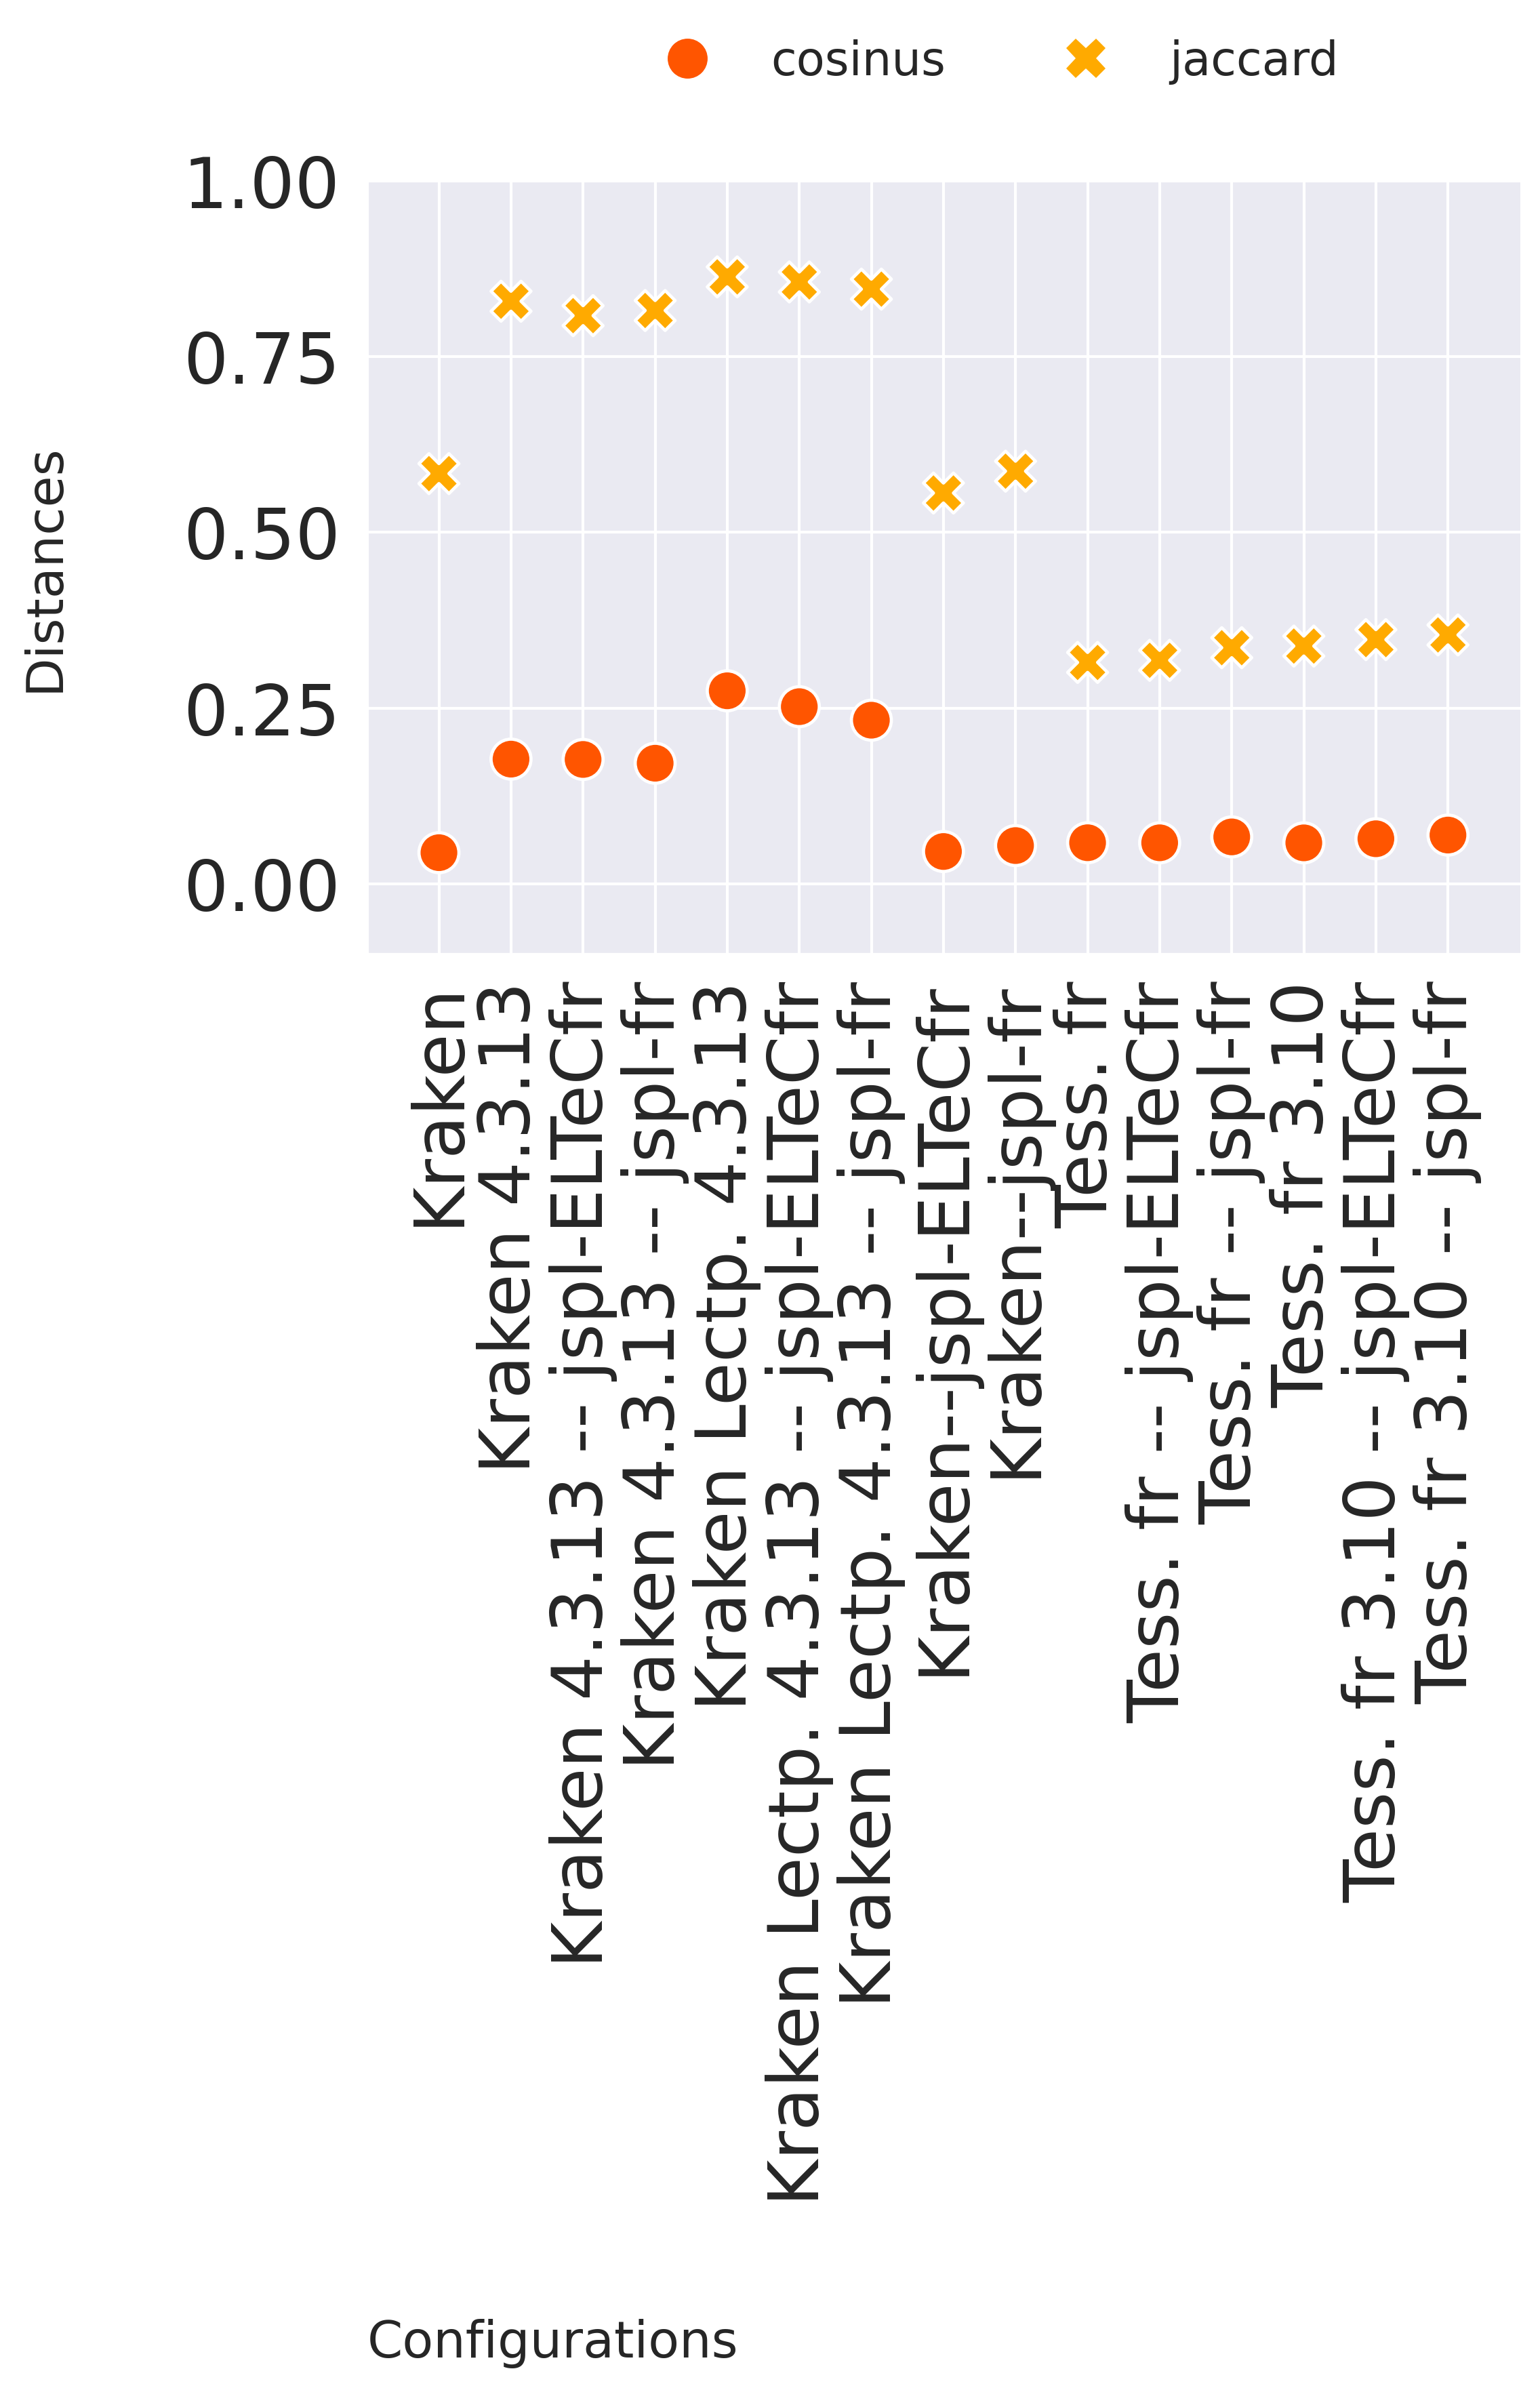 cosinus jaccard
1.00
0.75
0.50
0.25
0.00
Distances
Kraken
Kraken 4.3.13
Kraken 4.3.13 -- jspl-ELTeCfr
Kraken 4.3.13 -- jspl-fr
Kraken Lectp. 4.3.13
Kraken Lectp. 4.3.13 -- jspl-ELTeCfr
Kraken Lectp. 4.3.13 -- jspl-fr
Kraken--jspl-ELTeCfr
Kraken--jspl-fr
Tess. fr
Tess. fr -- jspl-ELTeCfr
Tess. fr -- jspl-fr
Tess. fr 3.10
Tess. fr 3.10 -- jspl-ELTeCfr
Tess. fr 3.10 -- jspl-fr
Configurations